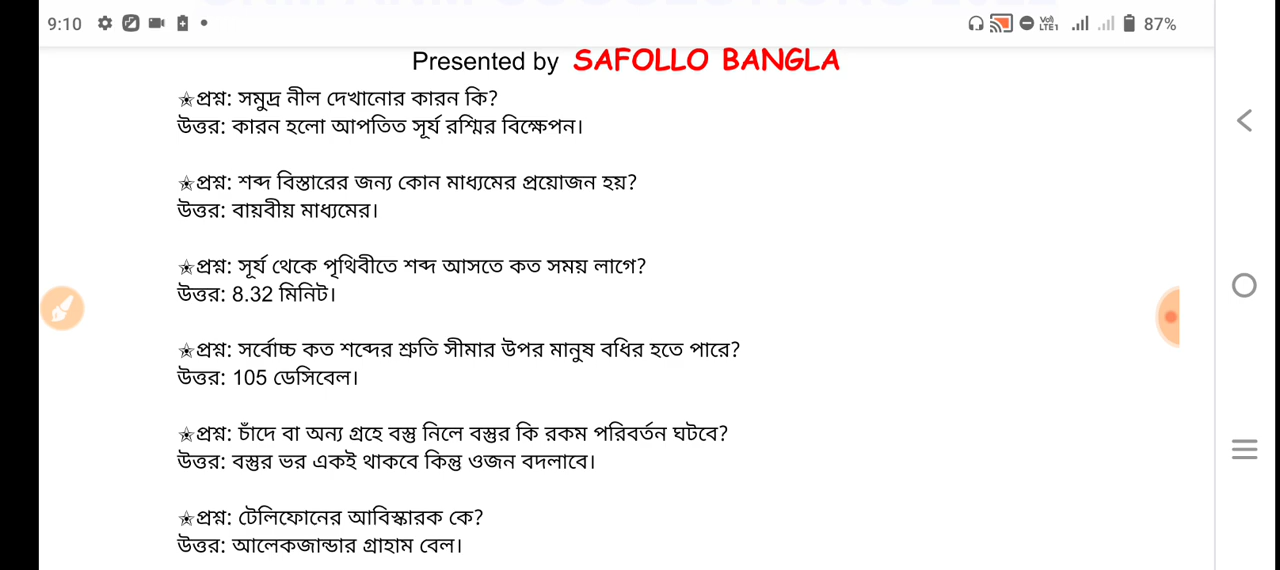 9:10 87%
Presented by SAFOLLO BANGLA
☆প্রশ্ন: সমুদ্র নীল দেখানোর কারন কি?
উত্তর: কারন হলো আপতিত সূর্য রশ্মির বিক্ষেপন।
☆প্রশ্ন: শব্দ বিস্তারের জন্য কোন মাধ্যমের প্রয়োজন হয়?
উত্তর: বায়বীয় মাধ্যমের।
☆প্রশ্ন: সূর্য থেকে পৃথিবীতে শব্দ আসতে কত সময় লাগে?
উত্তর: 8.32 মিনিট।
☆প্রশ্ন: সর্বোচ্চ কত শব্দের শ্রুতি সীমার উপর মানুষ বধির হতে পারে?
উত্তর: 105 ডেসিবেল।
☆প্রশ্ন: চাঁদে বা অন্য গ্রহে বস্তু নিলে বস্তুর কি রকম পরিবর্তন ঘটবে?
উত্তর: বস্তুর ভর একই থাকবে কিন্তু ওজন বদলাবে।
☆প্রশ্ন: টেলিফোনের আবিস্কারক কে?
উত্তর: আলেকজান্ডার গ্রাহাম বেল।